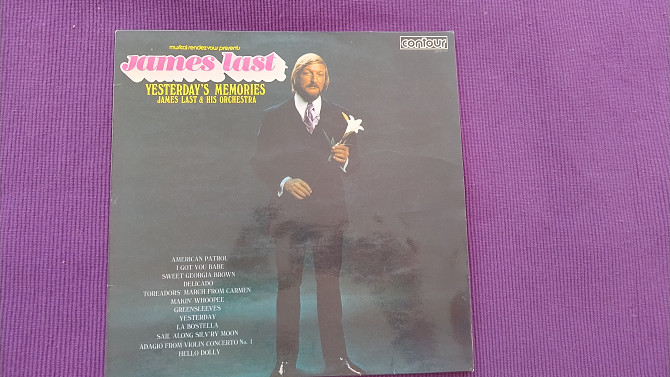 musical rendezvous presents
james last
YESTERDAY'S MEMORIES
JAMES LAST & HIS ORCHESTRA
contour
AMERICAN PATROL
I GOT YOU BABE
SWEET GEORGIA BROWN
DELICADO
TOREADORS' MARCH FROM CARMEN
MAKIN' WHOOPEE
GREENSLEEVES
YESTERDAY
LA BOSTELLA
SAIL ALONG SILV'RY MOON
ADAGIO FROM VIOLIN CONCERTO No. 1
HELLO DOLLY